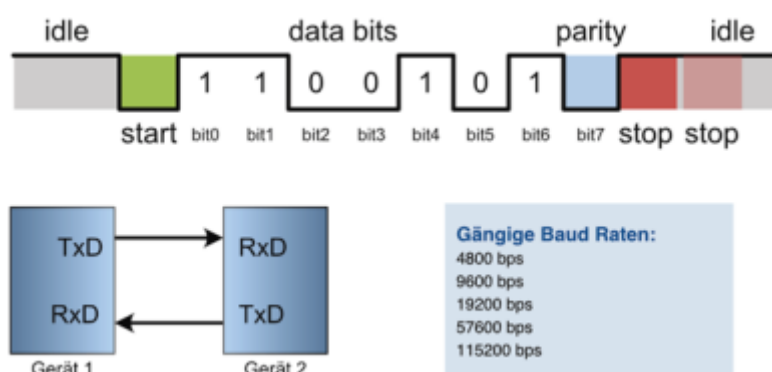 idle data bits parity idle
1 1 0 0 1 0 1
start bit0 bit1 bit2 bit3 bit4 bit5 bit6 bit7 stop stop
TxD RxD
RxD TxD
Gerät 1 Gerät 2
Gängige Baud Raten:
4800 bps
9600 bps
19200 bps
57600 bps
115200 bps